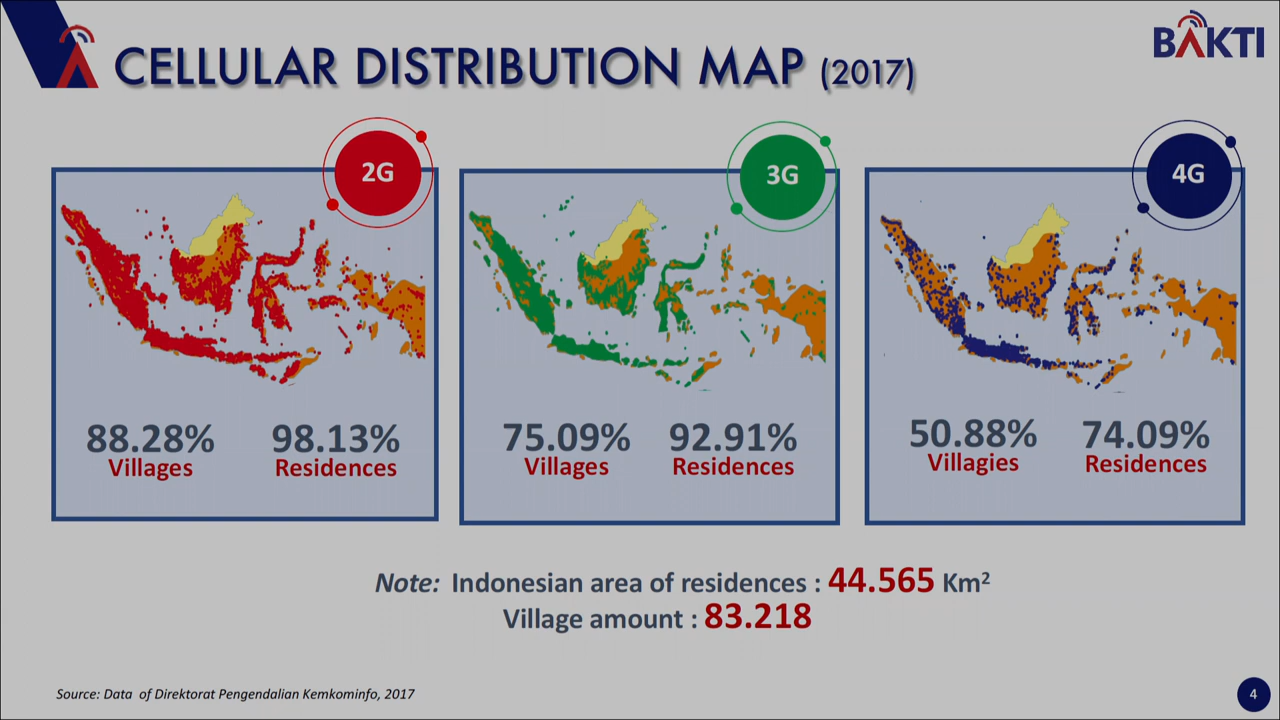 CELLULAR DISTRIBUTION MAP (2017)
BAKTI
2G
88.28% 98.13%
Villages Residences
3G
75.09% 92.91%
Villages Residences
4G
50.88% 74.09%
Villagies Residences
Note: Indonesian area of residences : 44.565 Km²
Village amount : 83.218
Source: Data of Direktorat Pengendalian Kemkominfo, 2017
4